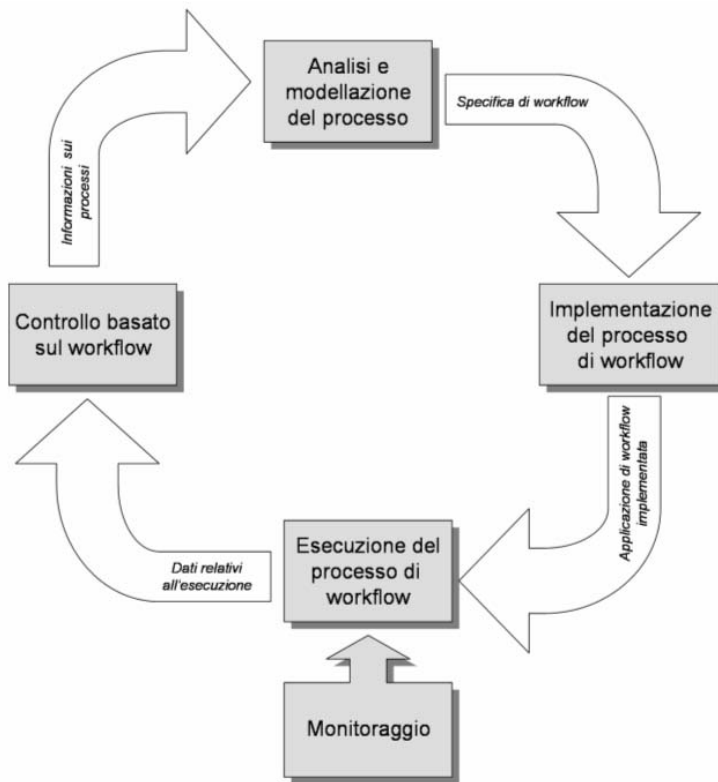 Analisi e
modellazione
del processo
Specifica di workflow
Informazioni sui
processi
Controllo basato
sul workflow
Implementazione
del processo
di workflow
Applicazione di workflow
implementata
Esecuzione del
processo di
workflow
Dati relativi
all'esecuzione
Monitoraggio